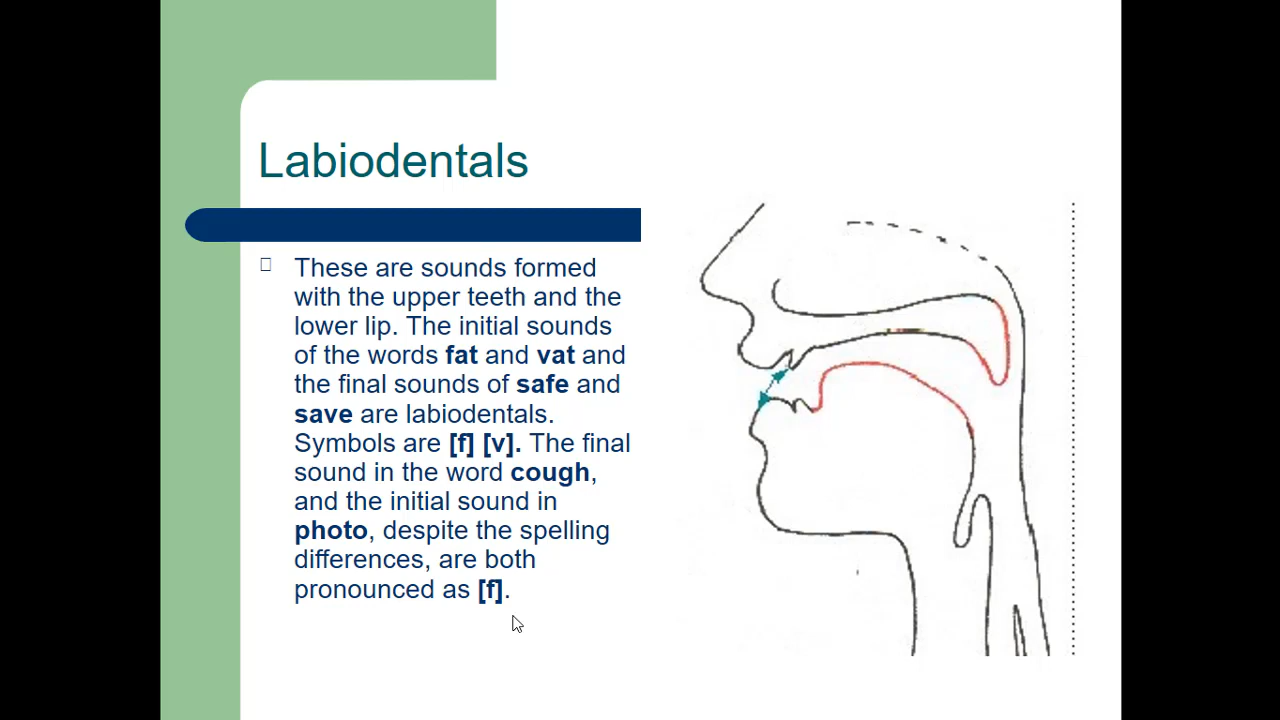 Labiodentals
These are sounds formed
with the upper teeth and the
lower lip. The initial sounds
of the words fat and vat and
the final sounds of safe and
save are labiodentals.
Symbols are [f] [v]. The final
sound in the word cough,
and the initial sound in
photo, despite the spelling
differences, are both
pronounced as [f].